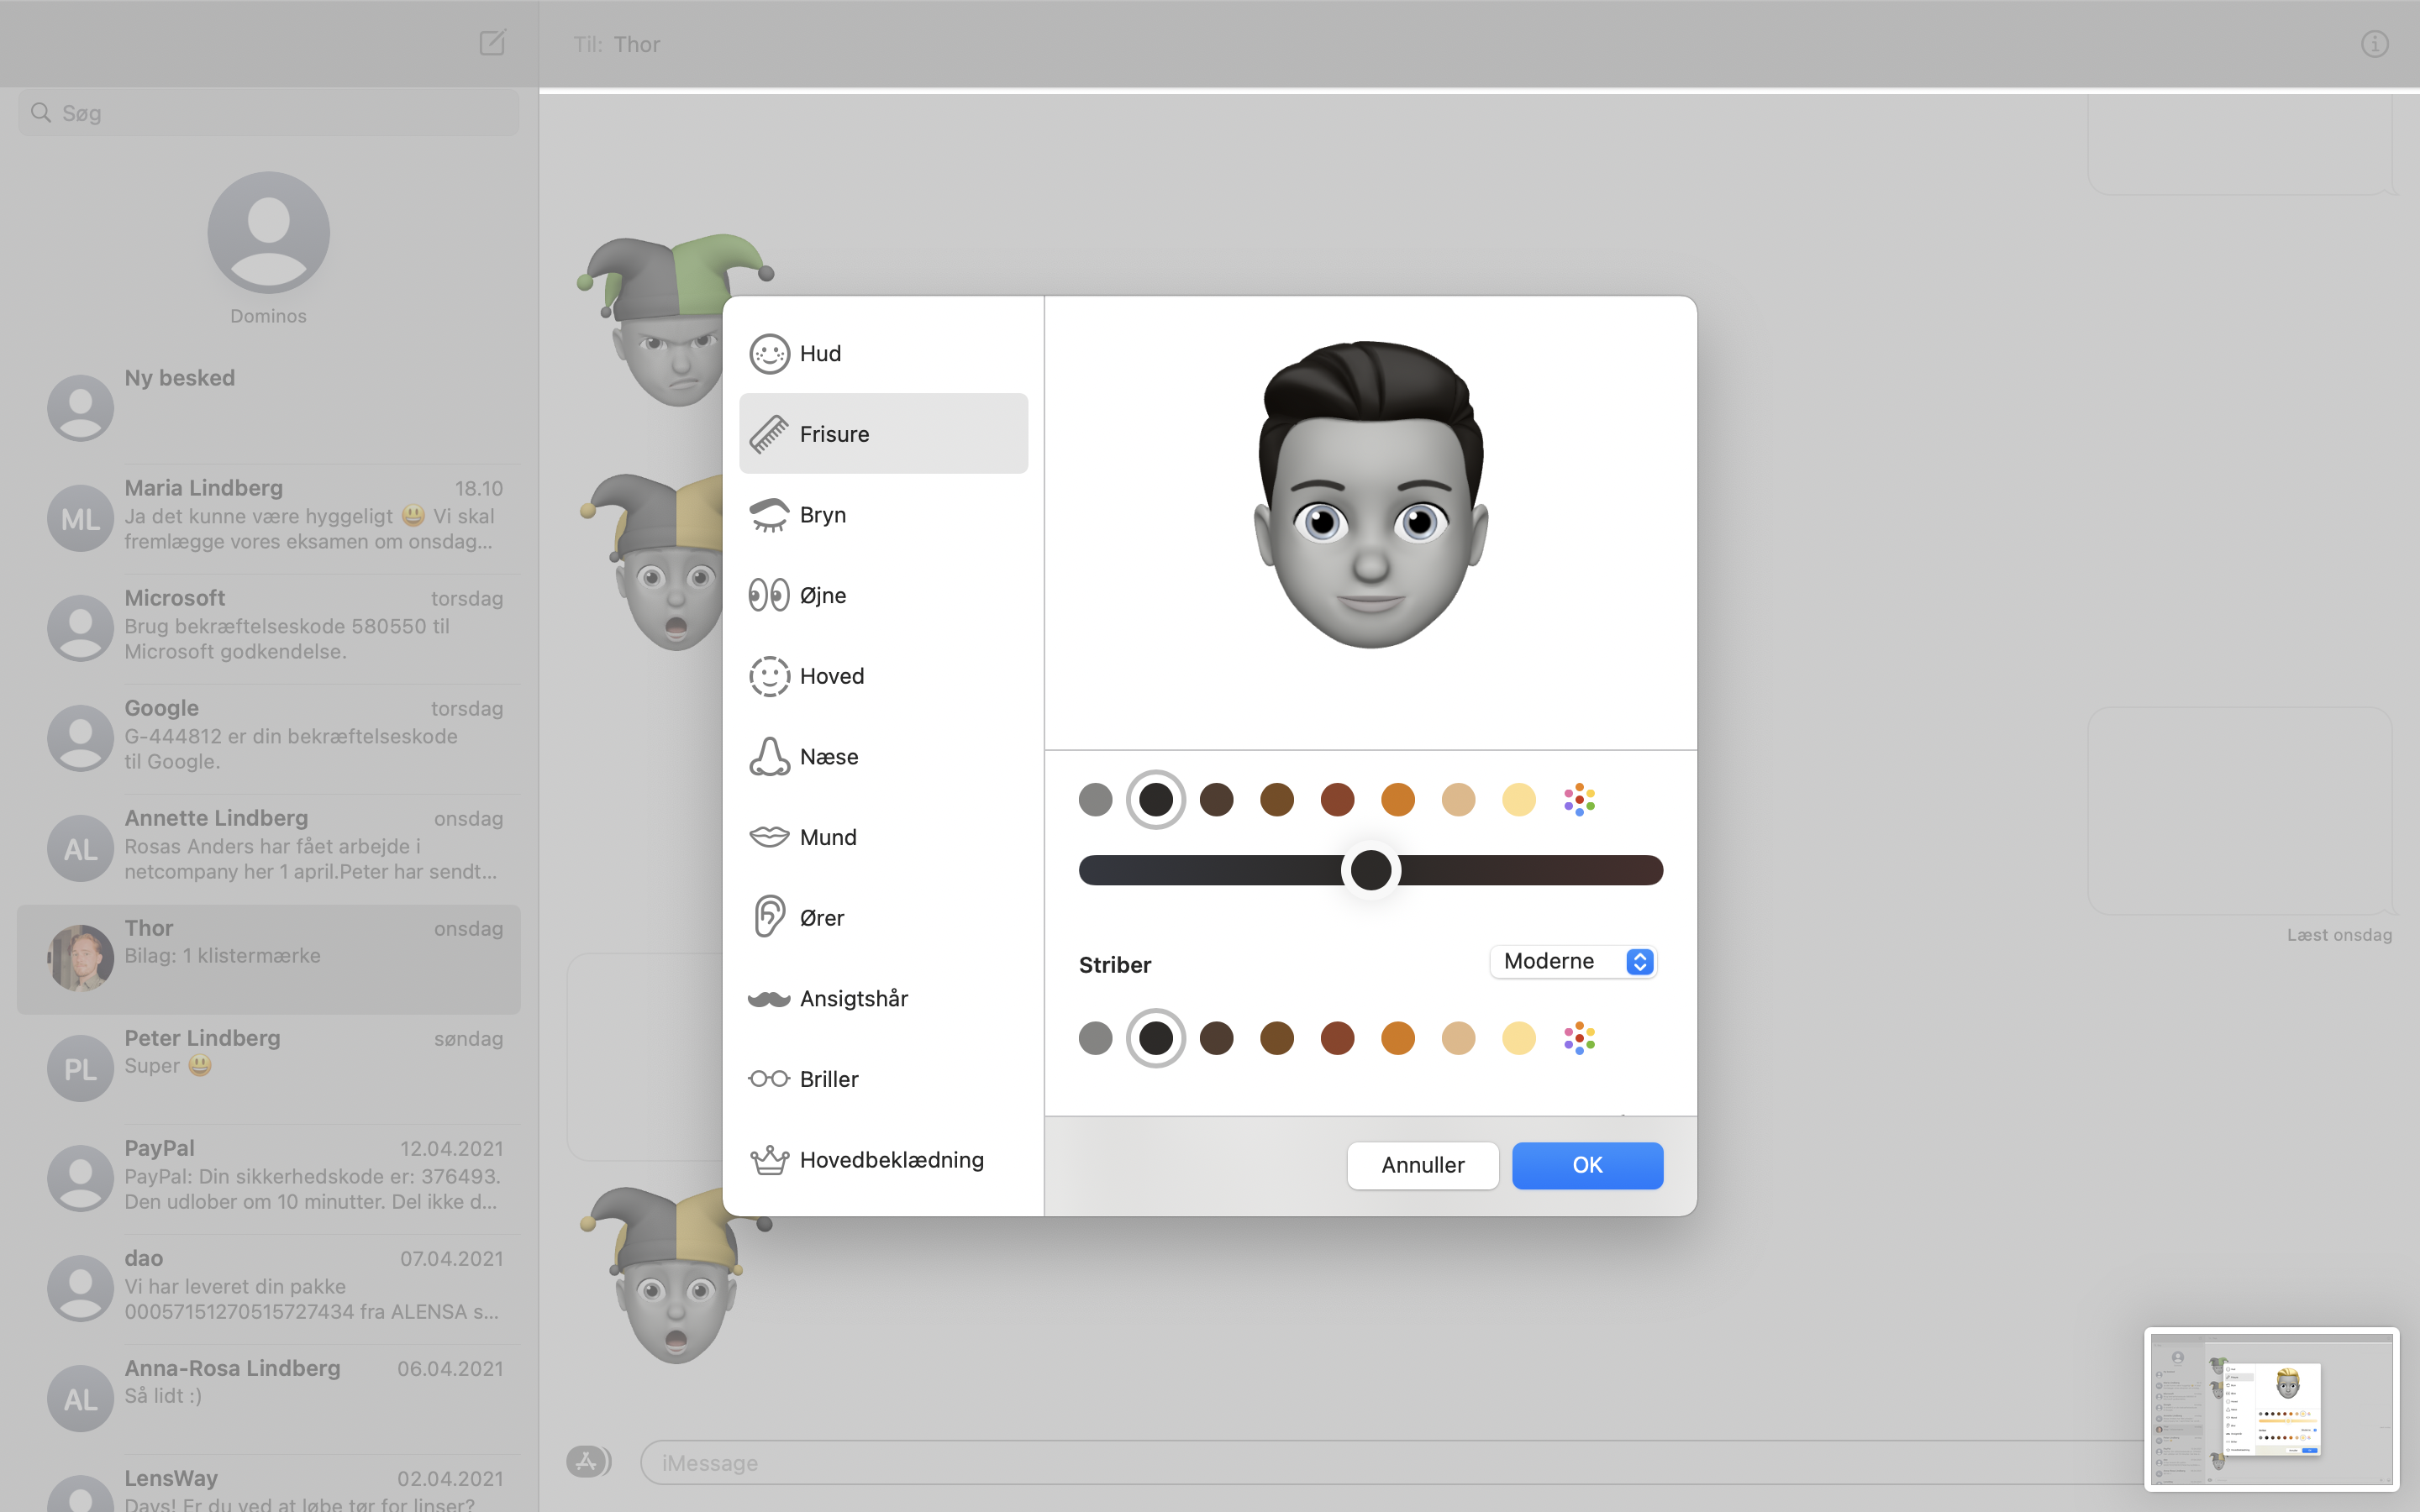 Til: Thor
Søg
Dominos
Ny besked
Maria Lindberg 18.10
Ja det kunne være hyggeligt 😃 Vi skal
fremlægge vores eksamen om onsdag...
Microsoft torsdag
Brug bekræftelseskode 580550 til
Microsoft godkendelse.
Google torsdag
G-444812 er din bekræftelseskode
til Google.
AL Annette Lindberg onsdag
Rosas Anders har fået arbejde i
netcompany her 1 april.Peter har sendt...
Thor onsdag
Bilag: 1 klistermærke
PL Peter Lindberg søndag
Super 😃
PayPal 12.04.2021
PayPal: Din sikkerhedskode er: 376493.
Den udlober om 10 minutter. Del ikke d...
dao 07.04.2021
Vi har leveret din pakke
00057151270515727434 fra ALENSA s...
AL Anna-Rosa Lindberg 06.04.2021
Så lidt :)
LensWay 02.04.2021
Days! Er du ved at løbe tør for linser?
ML
Hud
Frisure
Bryn
Øjne
Hoved
Næse
Mund
Ører
Ansigtshår
Briller
Hovedbeklædning
Striber Moderne
Annuller OK
Læst onsdag
iMessage